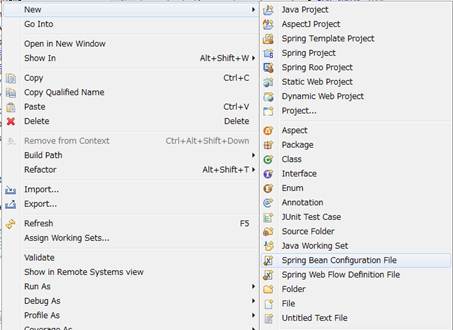 New
Go Into
Open in New Window
Show In Alt+Shift+W
Copy Ctrl+C
Copy Qualified Name
Paste Ctrl+V
Delete Delete
Remove from Context Ctrl+Alt+Shift+Down
Build Path
Refactor Alt+Shift+T
Import...
Export...
Refresh F5
Assign Working Sets...
Validate
Show in Remote Systems view
Run As
Debug As
Profile As
Coverage As
Java Project
AspectJ Project
Spring Template Project
Spring Project
Spring Roo Project
Static Web Project
Dynamic Web Project
Project...
Aspect
Package
Class
Interface
Enum
Annotation
JUnit Test Case
Source Folder
Java Working Set
Spring Bean Configuration File
Spring Web Flow Definition File
Folder
File
Untitled Text File